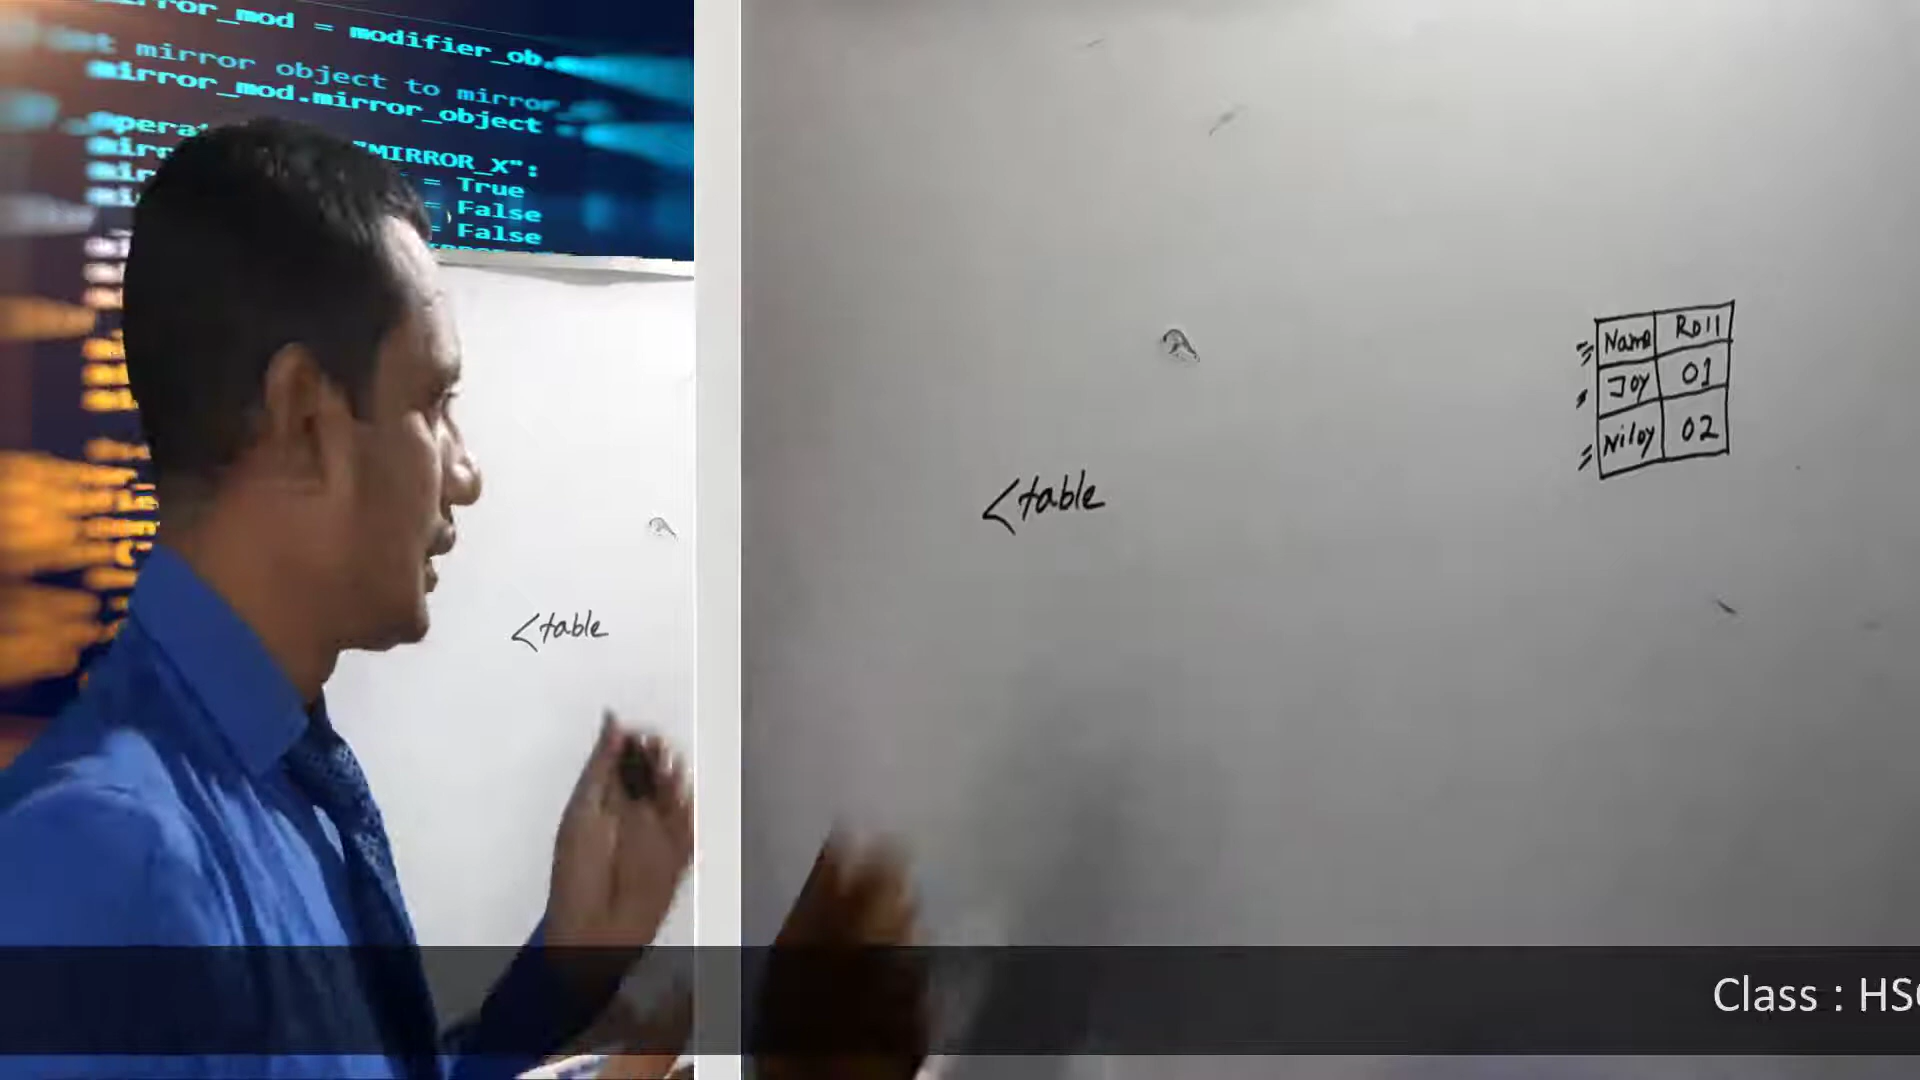 mirror_mod = modifier_ob.
mirror object to mirror
mirror_mod.mirror_object
"MIRROR_X":
= True
= False
= False
<table
<table
Name Roll
Joy 01
Niloy 02
Class : HS